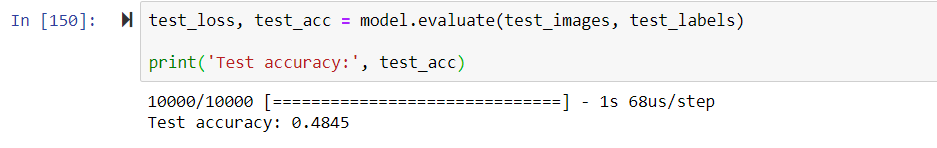 In [150]: test_loss, test_acc = model.evaluate(test_images, test_labels)
print('Test accuracy:', test_acc)
10000/10000 [==============================] - 1s 68us/step
Test accuracy: 0.4845